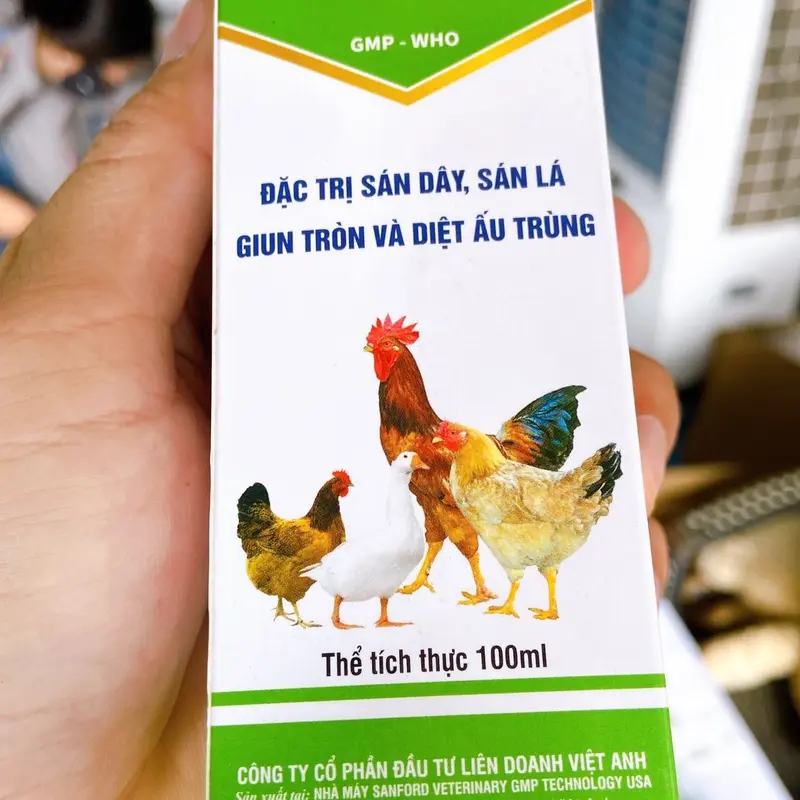 GMP - WHO
ĐẶC TRỊ SÁN DÂY, SÁN LÁ
GIUN TRÒN VÀ DIỆT ẤU TRÙNG
Thể tích thực 100ml
CÔNG TY CỔ PHẦN ĐẦU TƯ LIÊN DOANH VIỆT ANH
Sản xuất tại: NHÀ MÁY SANFORD VETERINARY GMP TECHNOLOGY USA